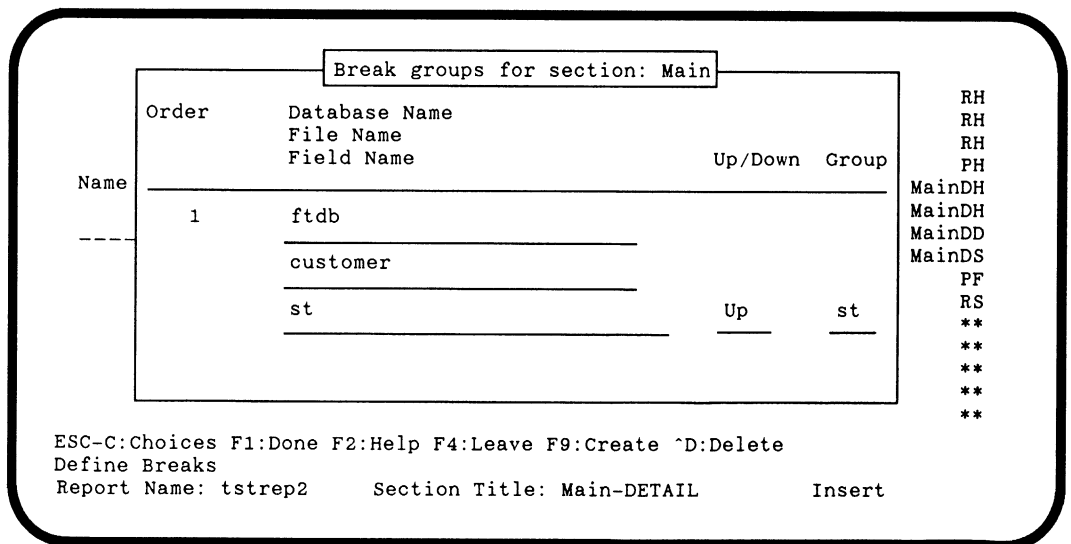 Break groups for section: Main
RH
Order Database Name RH
File Name RH
Field Name Up/Down Group PH
Name MainDH
1 ftdb MainDH
---- MainDD
customer MainDS
PF
st Up st RS
**
**
**
**
**
ESC-C:Choices F1:Done F2:Help F4:Leave F9:Create ^D:Delete
Define Breaks
Report Name: tstrep2 Section Title: Main-DETAIL Insert